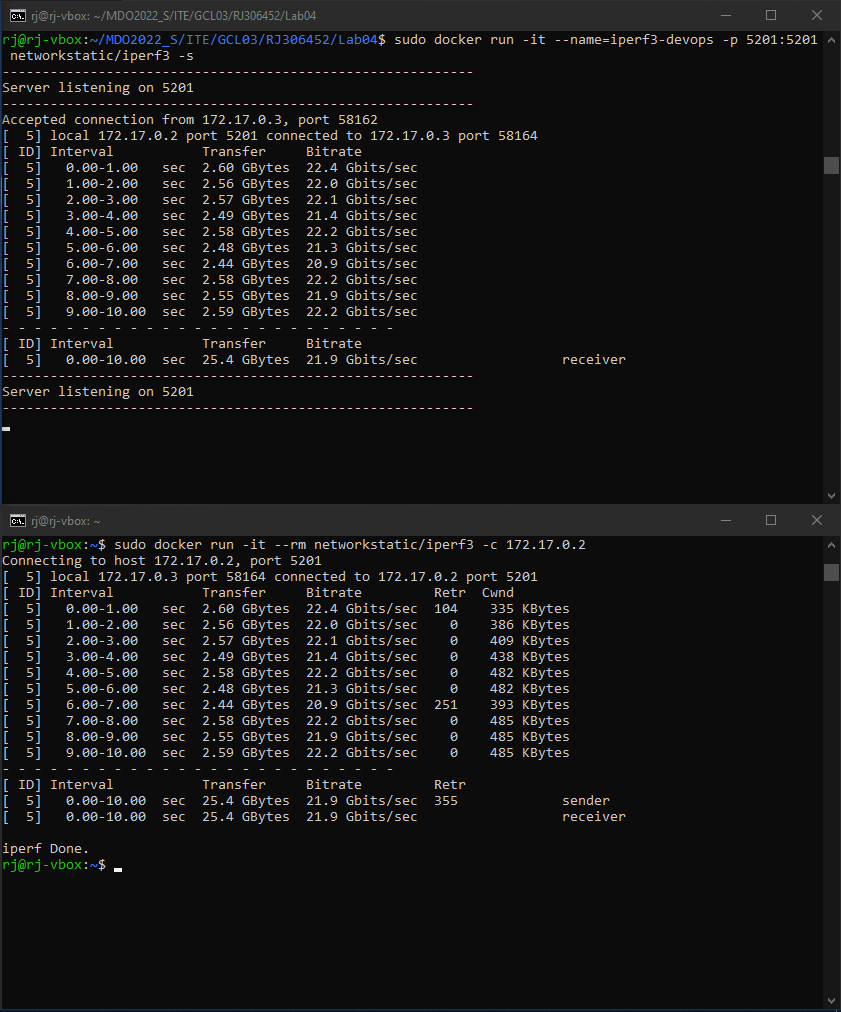 rj@rj-vbox: ~/MDO2022_S/ITE/GCL03/RJ306452/Lab04
rj@rj-vbox:~/MDO2022_S/ITE/GCL03/RJ306452/Lab04$ sudo docker run -it --name=iperf3-devops -p 5201:5201
 networkstatic/iperf3 -s
-----------------------------------------------------------
Server listening on 5201
-----------------------------------------------------------
Accepted connection from 172.17.0.3, port 58162
[  5] local 172.17.0.2 port 5201 connected to 172.17.0.3 port 58164
[ ID] Interval           Transfer     Bitrate
[  5]   0.00-1.00   sec  2.60 GBytes  22.4 Gbits/sec
[  5]   1.00-2.00   sec  2.56 GBytes  22.0 Gbits/sec
[  5]   2.00-3.00   sec  2.57 GBytes  22.1 Gbits/sec
[  5]   3.00-4.00   sec  2.49 GBytes  21.4 Gbits/sec
[  5]   4.00-5.00   sec  2.58 GBytes  22.2 Gbits/sec
[  5]   5.00-6.00   sec  2.48 GBytes  21.3 Gbits/sec
[  5]   6.00-7.00   sec  2.44 GBytes  20.9 Gbits/sec
[  5]   7.00-8.00   sec  2.58 GBytes  22.2 Gbits/sec
[  5]   8.00-9.00   sec  2.55 GBytes  21.9 Gbits/sec
[  5]   9.00-10.00  sec  2.59 GBytes  22.2 Gbits/sec
- - - - - - - - - - - - - - - - - - - - - - - - -
[ ID] Interval           Transfer     Bitrate
[  5]   0.00-10.00  sec  25.4 GBytes  21.9 Gbits/sec                  receiver
-----------------------------------------------------------
Server listening on 5201
-----------------------------------------------------------
rj@rj-vbox: ~
rj@rj-vbox:~$ sudo docker run -it --rm networkstatic/iperf3 -c 172.17.0.2
Connecting to host 172.17.0.2, port 5201
[  5] local 172.17.0.3 port 58164 connected to 172.17.0.2 port 5201
[ ID] Interval           Transfer     Bitrate         Retr  Cwnd
[  5]   0.00-1.00   sec  2.60 GBytes  22.4 Gbits/sec  104    335 KBytes
[  5]   1.00-2.00   sec  2.56 GBytes  22.0 Gbits/sec    0    386 KBytes
[  5]   2.00-3.00   sec  2.57 GBytes  22.1 Gbits/sec    0    409 KBytes
[  5]   3.00-4.00   sec  2.49 GBytes  21.4 Gbits/sec    0    438 KBytes
[  5]   4.00-5.00   sec  2.58 GBytes  22.2 Gbits/sec    0    482 KBytes
[  5]   5.00-6.00   sec  2.48 GBytes  21.3 Gbits/sec    0    482 KBytes
[  5]   6.00-7.00   sec  2.44 GBytes  20.9 Gbits/sec  251    393 KBytes
[  5]   7.00-8.00   sec  2.58 GBytes  22.2 Gbits/sec    0    485 KBytes
[  5]   8.00-9.00   sec  2.55 GBytes  21.9 Gbits/sec    0    485 KBytes
[  5]   9.00-10.00  sec  2.59 GBytes  22.2 Gbits/sec    0    485 KBytes
- - - - - - - - - - - - - - - - - - - - - - - - -
[ ID] Interval           Transfer     Bitrate         Retr
[  5]   0.00-10.00  sec  25.4 GBytes  21.9 Gbits/sec  355             sender
[  5]   0.00-10.00  sec  25.4 GBytes  21.9 Gbits/sec                  receiver
iperf Done.
rj@rj-vbox:~$